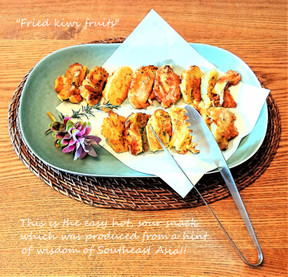 "Fried kiwi fruits"
This is the easy hot, sour snack
which was produced from a hint
of wisdom of Southeast Asia!!